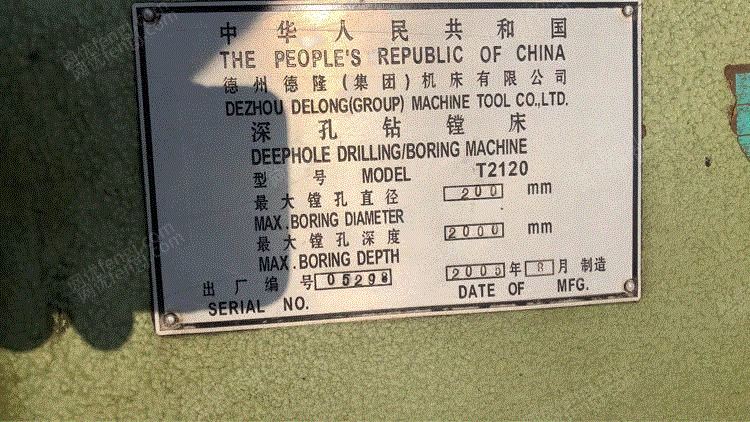 中华人民共和国
THE PEOPLE'S REPUBLIC OF CHINA
德州德隆(集团)机床有限公司
DEZHOU DELONG(GROUP) MACHINE TOOL CO.,LTD.
深孔钻镗床
DEEPHOLE DRILLING/BORING MACHINE
型号 MODEL T2120
最大镗孔直径 200 mm
MAX.BORING DIAMETER
最大镗孔深度 2000 mm
MAX.BORING DEPTH
出厂编号 05298 2005年8月制造
SERIAL NO. DATE OF MFG.